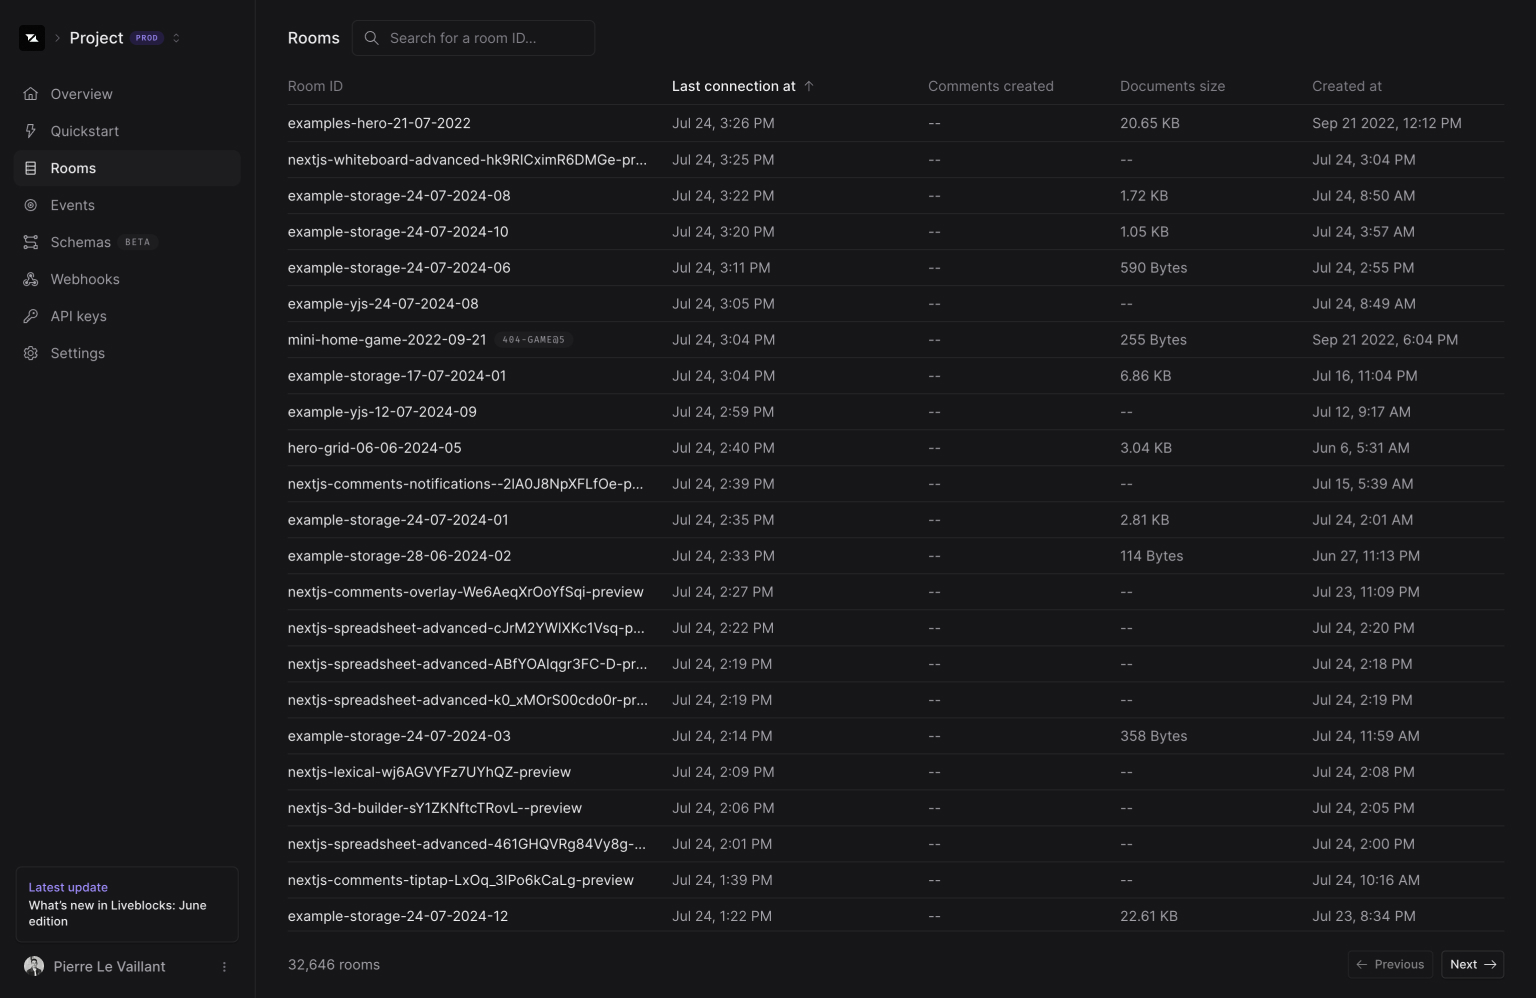 Project PROD
Overview
Quickstart
Rooms
Events
Schemas BETA
Webhooks
API keys
Settings
Latest update
What's new in Liveblocks: June
edition
Pierre Le Vaillant
Rooms Search for a room ID...
Room ID Last connection at ↑ Comments created Documents size Created at
examples-hero-21-07-2022 Jul 24, 3:26 PM -- 20.65 KB Sep 21 2022, 12:12 PM
nextjs-whiteboard-advanced-hk9RICximR6DMGe-pr... Jul 24, 3:25 PM -- -- Jul 24, 3:04 PM
example-storage-24-07-2024-08 Jul 24, 3:22 PM -- 1.72 KB Jul 24, 8:50 AM
example-storage-24-07-2024-10 Jul 24, 3:20 PM -- 1.05 KB Jul 24, 3:57 AM
example-storage-24-07-2024-06 Jul 24, 3:11 PM -- 590 Bytes Jul 24, 2:55 PM
example-yjs-24-07-2024-08 Jul 24, 3:05 PM -- -- Jul 24, 8:49 AM
mini-home-game-2022-09-21 404-GAME@5 Jul 24, 3:04 PM -- 255 Bytes Sep 21 2022, 6:04 PM
example-storage-17-07-2024-01 Jul 24, 3:04 PM -- 6.86 KB Jul 16, 11:04 PM
example-yjs-12-07-2024-09 Jul 24, 2:59 PM -- -- Jul 12, 9:17 AM
hero-grid-06-06-2024-05 Jul 24, 2:40 PM -- 3.04 KB Jun 6, 5:31 AM
nextjs-comments-notifications--2IA0J8NpXFLfOe-p... Jul 24, 2:39 PM -- -- Jul 15, 5:39 AM
example-storage-24-07-2024-01 Jul 24, 2:35 PM -- 2.81 KB Jul 24, 2:01 AM
example-storage-28-06-2024-02 Jul 24, 2:33 PM -- 114 Bytes Jun 27, 11:13 PM
nextjs-comments-overlay-We6AeqXrOoYfSqi-preview Jul 24, 2:27 PM -- -- Jul 23, 11:09 PM
nextjs-spreadsheet-advanced-cJrM2YWIXKc1Vsq-p... Jul 24, 2:22 PM -- -- Jul 24, 2:20 PM
nextjs-spreadsheet-advanced-ABfYOAIqgr3FC-D-pr... Jul 24, 2:19 PM -- -- Jul 24, 2:18 PM
nextjs-spreadsheet-advanced-k0_xMOrS00cdo0r-pr... Jul 24, 2:19 PM -- -- Jul 24, 2:19 PM
example-storage-24-07-2024-03 Jul 24, 2:14 PM -- 358 Bytes Jul 24, 11:59 AM
nextjs-lexical-wj6AGVYFz7UYhQZ-preview Jul 24, 2:09 PM -- -- Jul 24, 2:08 PM
nextjs-3d-builder-sY1ZKNftcTRovL--preview Jul 24, 2:06 PM -- -- Jul 24, 2:05 PM
nextjs-spreadsheet-advanced-461GHQVRg84Vy8g-... Jul 24, 2:01 PM -- -- Jul 24, 2:00 PM
nextjs-comments-tiptap-LxOq_3IPo6kCaLg-preview Jul 24, 1:39 PM -- -- Jul 24, 10:16 AM
example-storage-24-07-2024-12 Jul 24, 1:22 PM -- 22.61 KB Jul 23, 8:34 PM
32,646 rooms ← Previous Next →